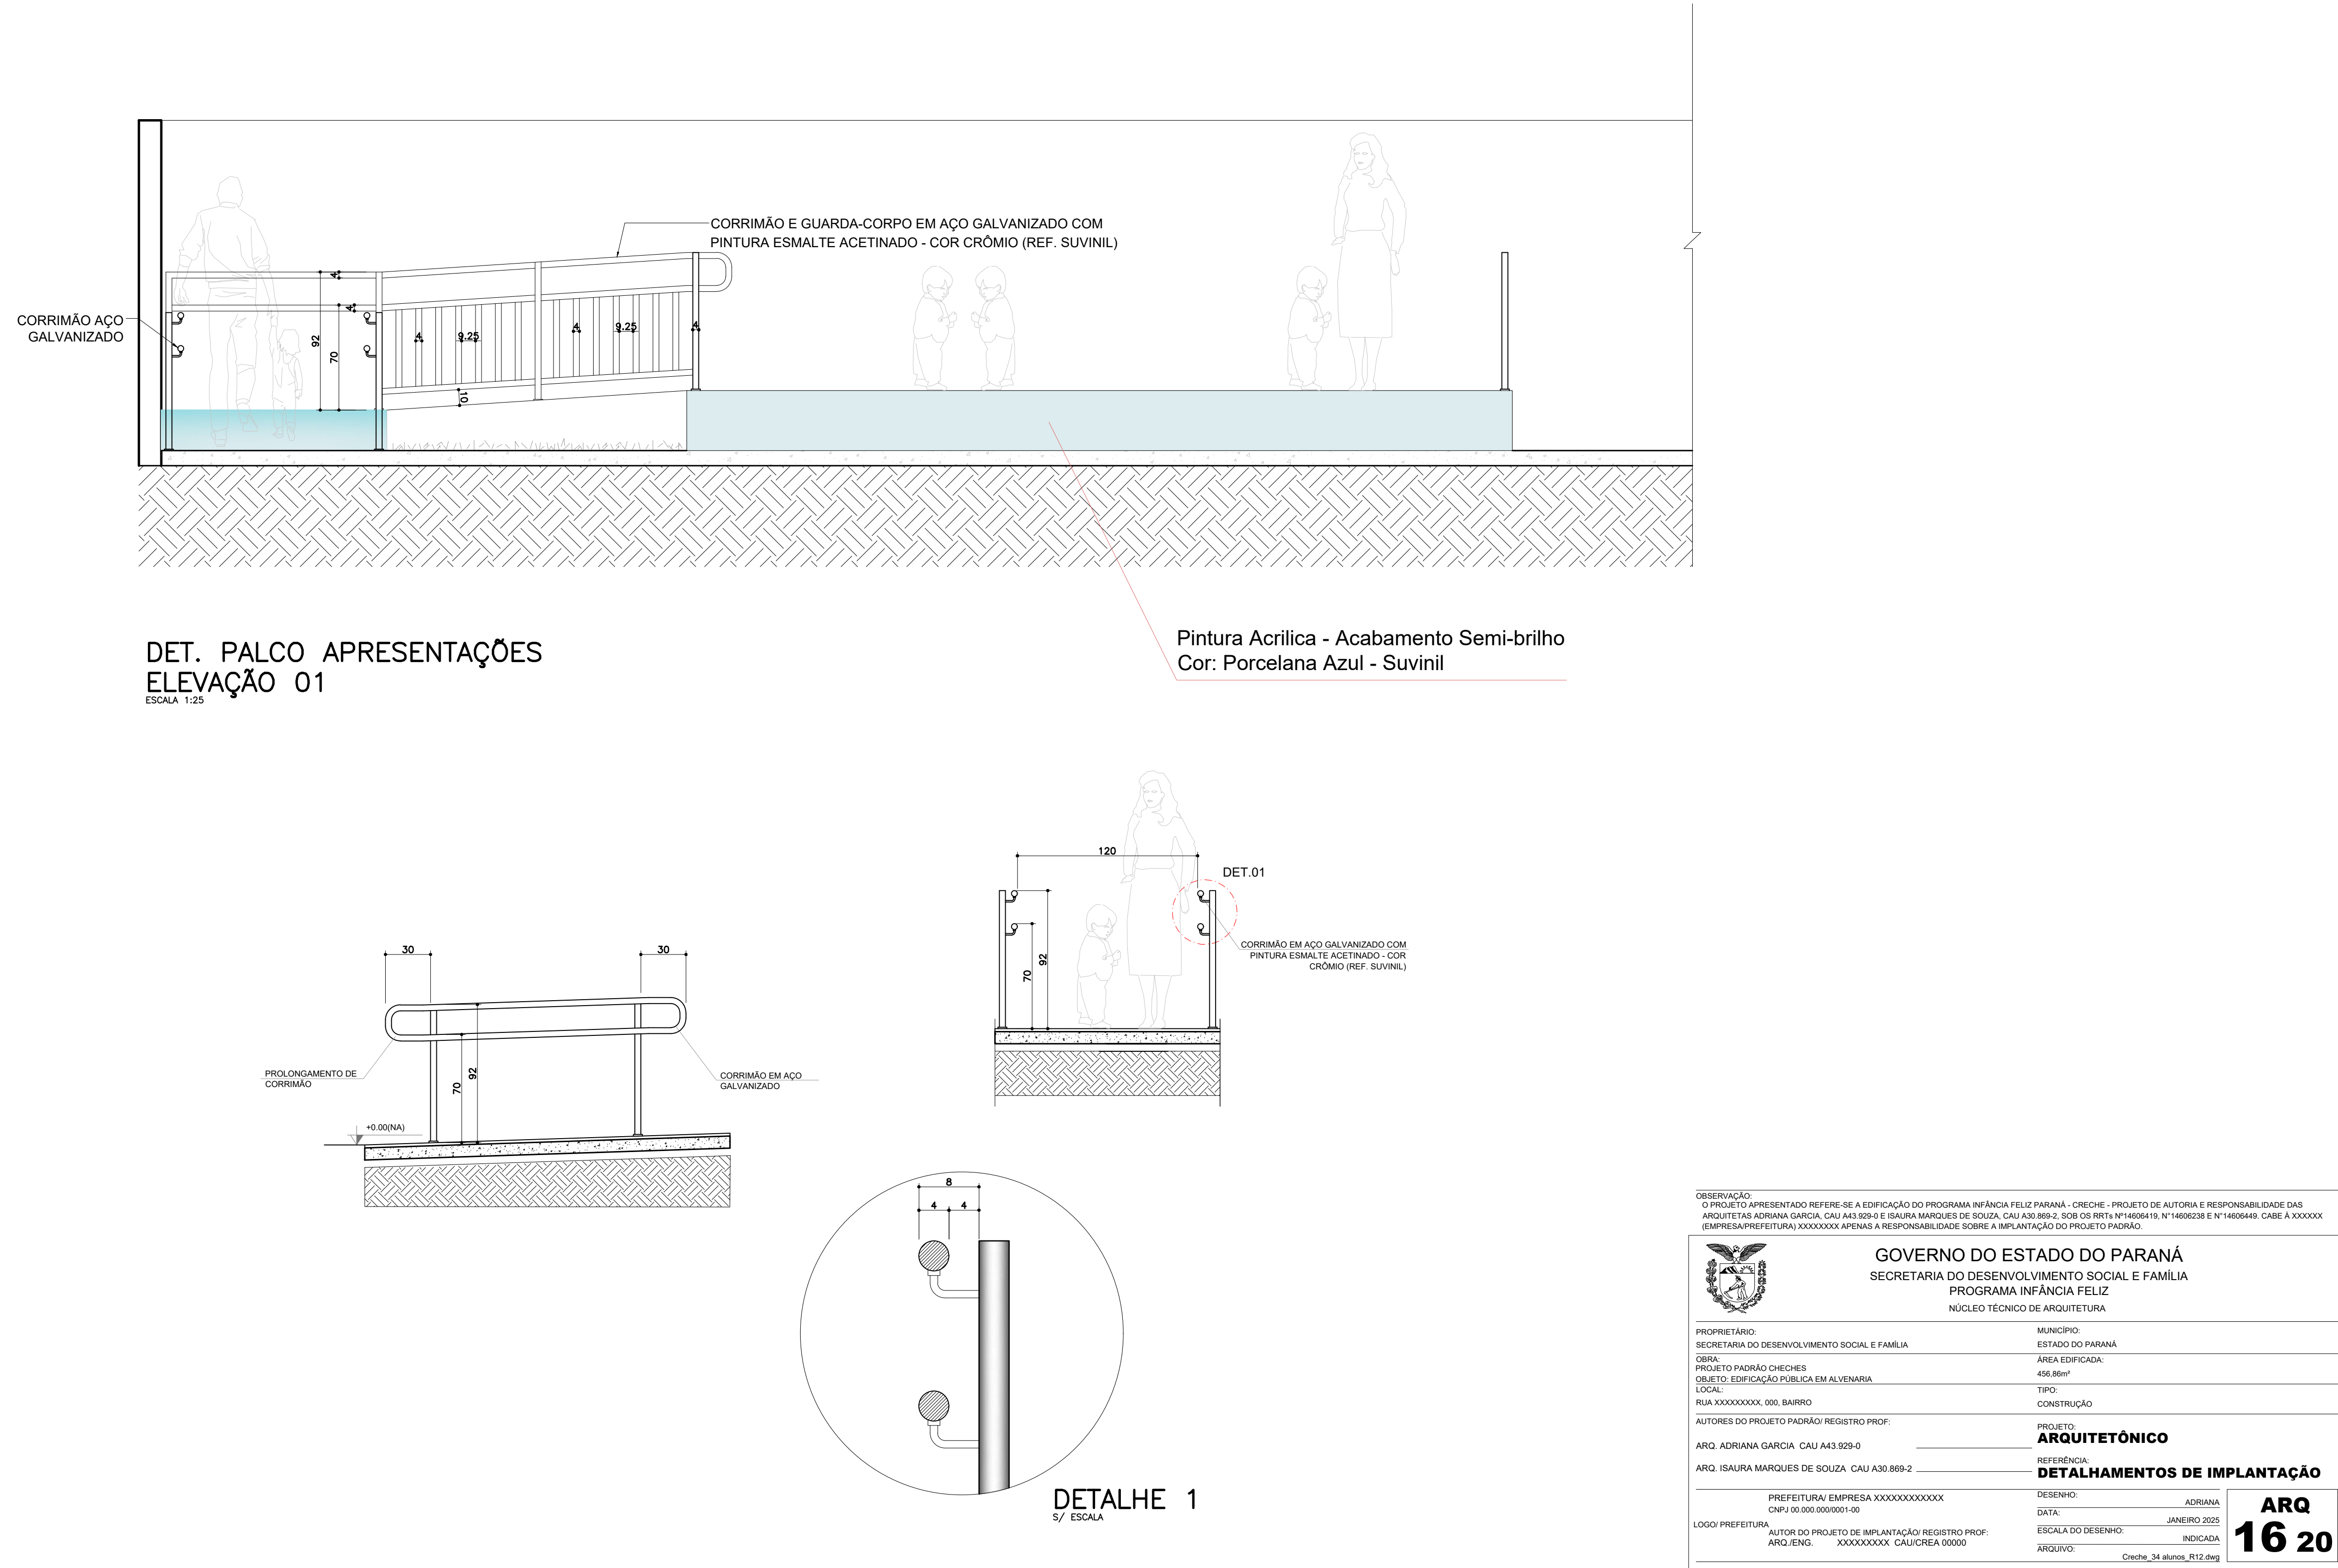 CORRIMÃO E GUARDA-CORPO EM AÇO GALVANIZADO COM
PINTURA ESMALTE ACETINADO - COR CRÔMIO (REF. SUVINIL)
CORRIMÃO AÇO
GALVANIZADO
4
4
92
70
4
9.25
4
9.25
4
10
Pintura Acrilica - Acabamento Semi-brilho
Cor: Porcelana Azul - Suvinil
DET. PALCO APRESENTAÇÕES
ELEVAÇÃO 01
ESCALA 1:25
120
DET.01
70
92
CORRIMÃO EM AÇO GALVANIZADO COM
PINTURA ESMALTE ACETINADO - COR
CRÔMIO (REF. SUVINIL)
30
30
PROLONGAMENTO DE
CORRIMÃO
70
92
CORRIMÃO EM AÇO
GALVANIZADO
+0.00(NA)
8
4
4
DETALHE 1
S/ ESCALA
OBSERVAÇÃO:
O PROJETO APRESENTADO REFERE-SE A EDIFICAÇÃO DO PROGRAMA INFÂNCIA FELIZ PARANÁ - CRECHE - PROJETO DE AUTORIA E RESPONSABILIDADE DAS
ARQUITETAS ADRIANA GARCIA, CAU A43.929-0 E ISAURA MARQUES DE SOUZA, CAU A30.869-2, SOB OS RRTs Nº14606419, N°14606238 E N°14606449. CABE À XXXXXX
(EMPRESA/PREFEITURA) XXXXXXXX APENAS A RESPONSABILIDADE SOBRE A IMPLANTAÇÃO DO PROJETO PADRÃO.
GOVERNO DO ESTADO DO PARANÁ
SECRETARIA DO DESENVOLVIMENTO SOCIAL E FAMÍLIA
PROGRAMA INFÂNCIA FELIZ
NÚCLEO TÉCNICO DE ARQUITETURA
PROPRIETÁRIO:
SECRETARIA DO DESENVOLVIMENTO SOCIAL E FAMÍLIA
MUNICÍPIO:
ESTADO DO PARANÁ
OBRA:
PROJETO PADRÃO CHECHES
OBJETO: EDIFICAÇÃO PÚBLICA EM ALVENARIA
ÁREA EDIFICADA:
456,86m²
LOCAL:
RUA XXXXXXXXX, 000, BAIRRO
TIPO:
CONSTRUÇÃO
AUTORES DO PROJETO PADRÃO/ REGISTRO PROF:
ARQ. ADRIANA GARCIA CAU A43.929-0
ARQ. ISAURA MARQUES DE SOUZA CAU A30.869-2
PROJETO:
ARQUITETÔNICO
REFERÊNCIA:
DETALHAMENTOS DE IMPLANTAÇÃO
PREFEITURA/ EMPRESA XXXXXXXXXXXX
CNPJ 00.000.000/0001-00
LOGO/ PREFEITURA
AUTOR DO PROJETO DE IMPLANTAÇÃO/ REGISTRO PROF:
ARQ./ENG. XXXXXXXXX CAU/CREA 00000
DESENHO:
ADRIANA
DATA:
JANEIRO 2025
ESCALA DO DESENHO:
INDICADA
ARQUIVO:
Creche_34 alunos_R12.dwg
ARQ
16 20